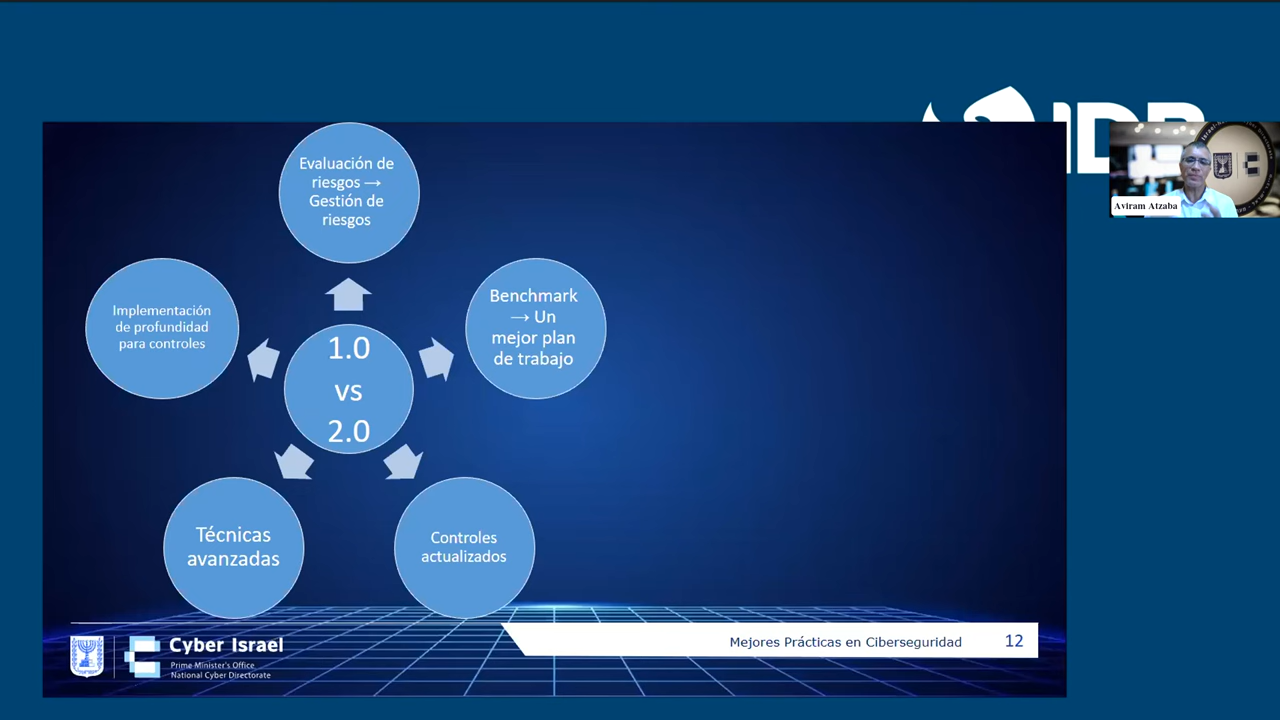 IDB
Aviram Atzaba
Evaluación de
riesgos →
Gestión de
riesgos
Implementación
de profundidad
para controles
Benchmark
→ Un
mejor plan
de trabajo
1.0
vs
2.0
Técnicas
avanzadas
Controles
actualizados
Cyber Israel
Prime Minister's Office
National Cyber Directorate
Mejores Prácticas en Ciberseguridad
12